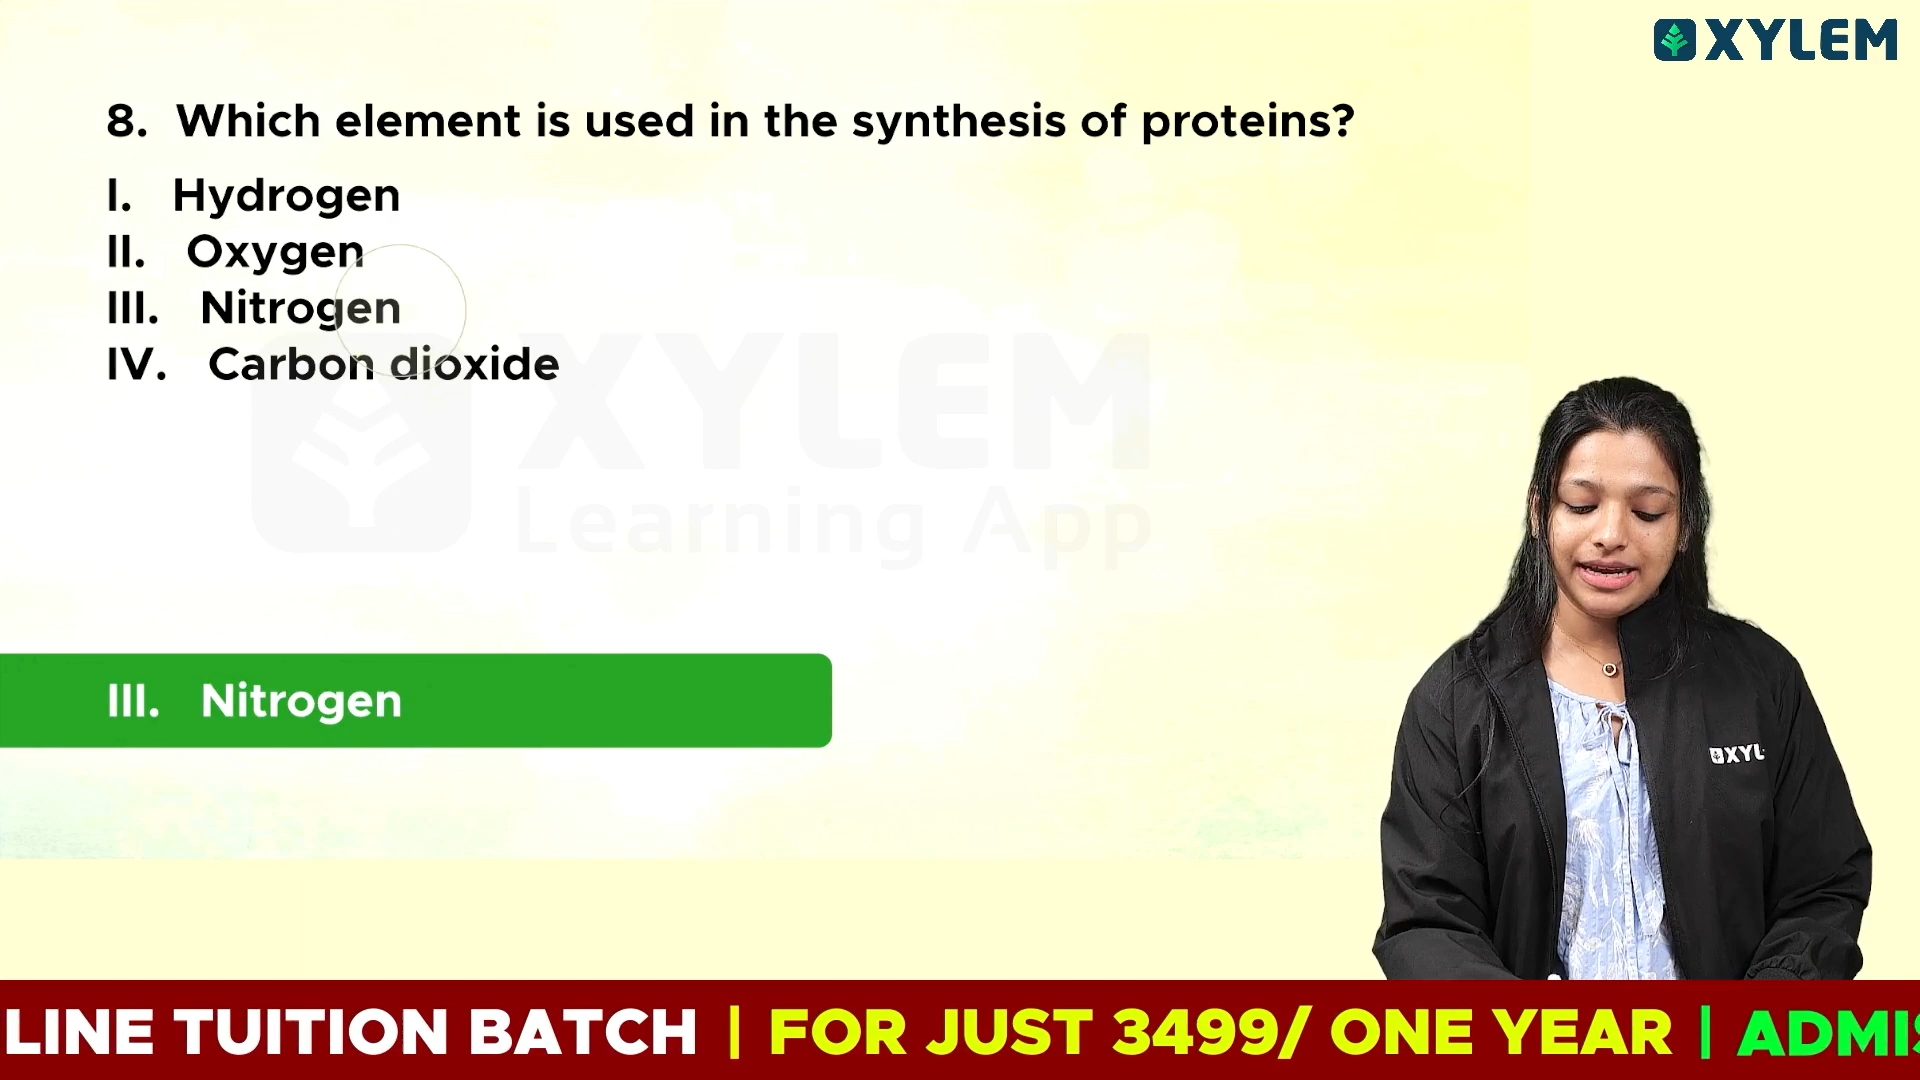 XYLEM
8. Which element is used in the synthesis of proteins?
I. Hydrogen
II. Oxygen
III. Nitrogen
IV. Carbon dioxide
XYLEM
Learning App
III. Nitrogen
XYL
LINE TUITION BATCH | FOR JUST 3499/ ONE YEAR | ADMIS